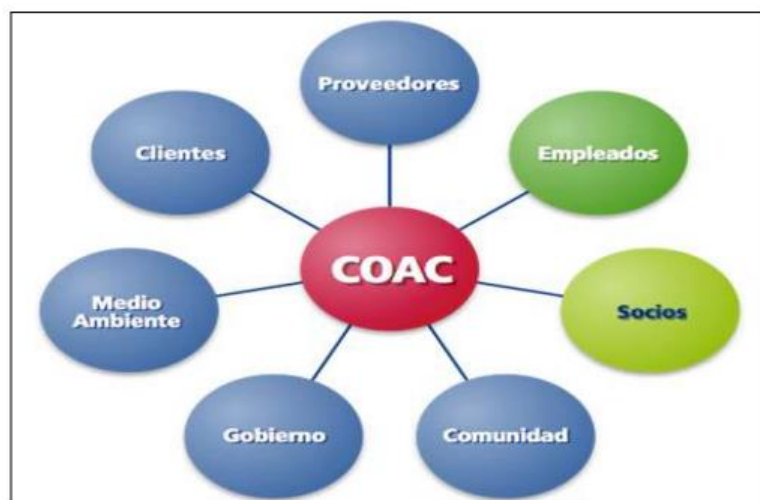 Proveedores
Clientes
Empleados
COAC
Medio
Ambiente
Socios
Gobierno
Comunidad